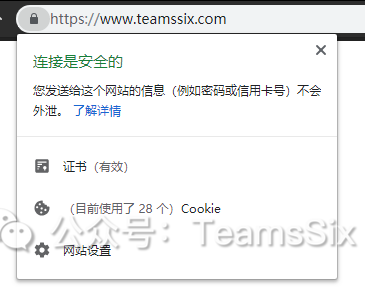 https://www.teamssix.com
连接是安全的
您发送给这个网站的信息（例如密码或信用卡号）不会
外泄。 了解详情
证书（有效）
（目前使用了 28 个）Cookie
公众号：TeamsSix
网站设置